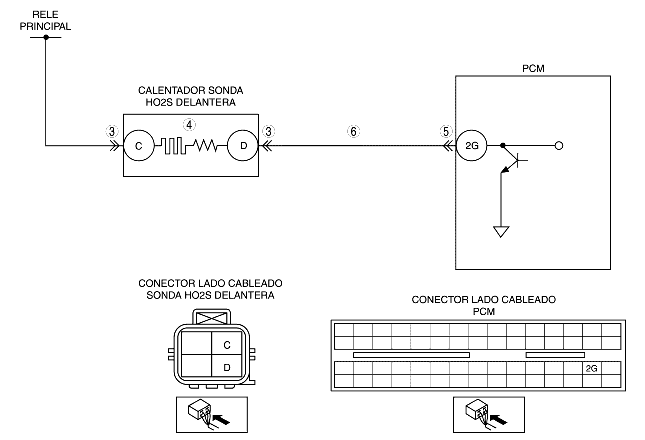 RELE
PRINCIPAL
CALENTADOR SONDA
HO2S DELANTERA
PCM
3
4
3
6
5
C
D
2G
CONECTOR LADO CABLEADO
SONDA HO2S DELANTERA
C
D
CONECTOR LADO CABLEADO
PCM
2G